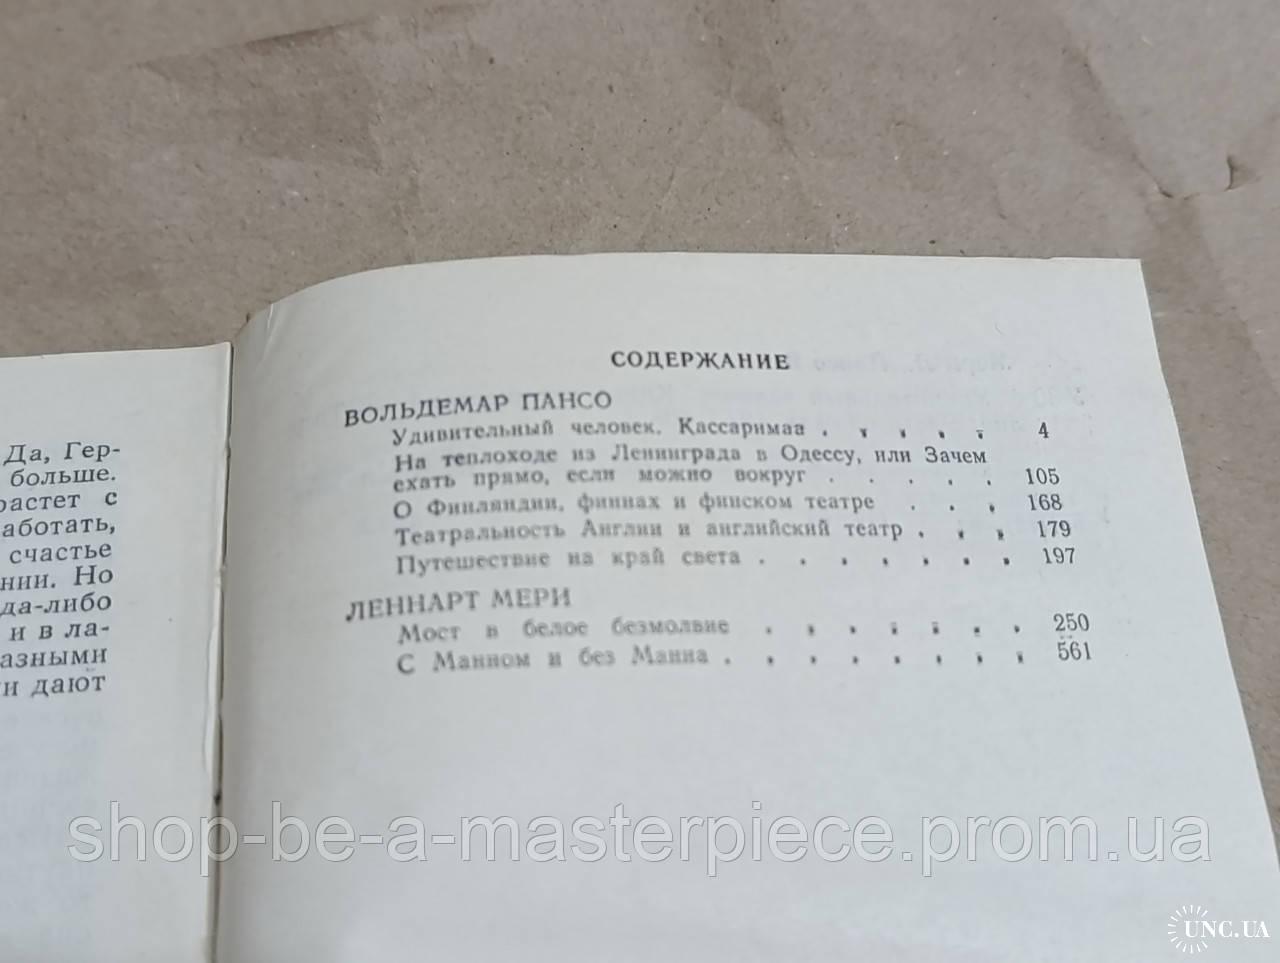 Да, Гер-
больше.
растет с
аботать,
счастье
нии. Но
да-либо
и в ла-
азными
и дают
СОДЕРЖАНИЕ
ВОЛЬДЕМАР ПАНСО
Удивительный человек. Кассаримаа . . . . . 4
На теплоходе из Ленинграда в Одессу, или Зачем
ехать прямо, если можно вокруг . . . . . 105
О Финляндии, финнах и финском театре . . . 168
Театральность Англии и английский театр . . . 179
Путешествие на край света . . . . . . . 197
ЛЕННАРТ МЕРИ
Мост в белое безмолвие . . . . . . . 250
С Манном и без Манна . . . . . . . . 561
shop-be-a-masterpiece.prom.ua
UNC.UA